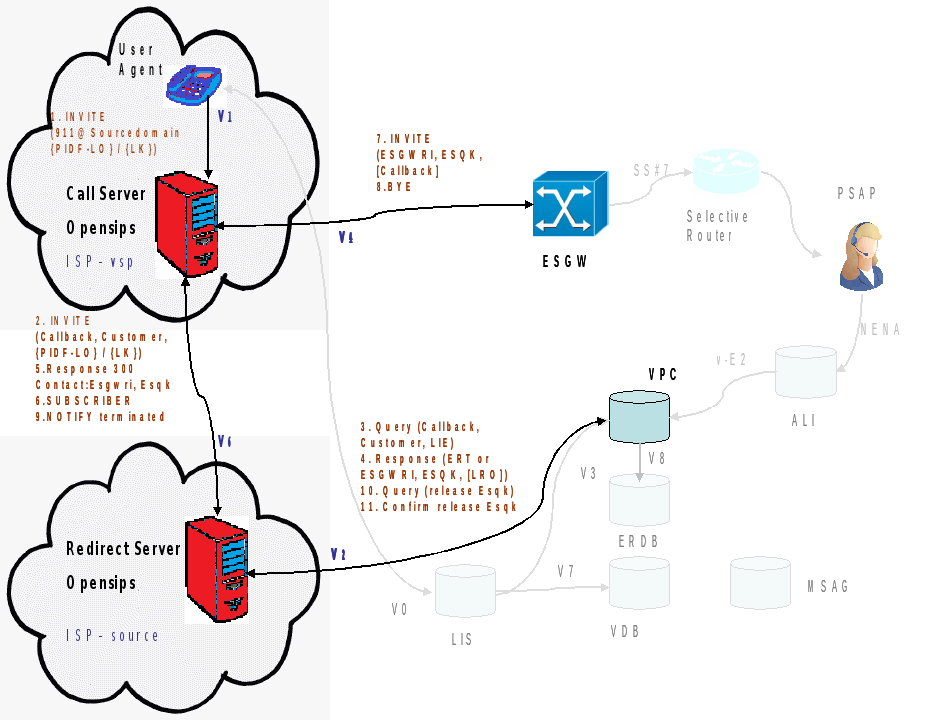 User
Agent
V1
1. INVITE
(911@Sourcedomain
{PIDF-LO} / {LK})
Call Server
Opensips
ISP - vsp
7. INVITE
(ESGWRI, ESQK,
[Callback]
8.BYE
V4
ESGW
SS#7
Selective
Router
PSAP
NENA
2. INVITE
(Callback, Customer,
{PIDF-LO} / {LK})
5.Response 300
Contact:Esgwri, Esqk
6.SUBSCRIBER
9.NOTIFY terminated
V6
VPC
v-E2
ALI
3. Query (Callback,
Customer, LIE)
4. Response (ERT or
ESGWRI, ESQK, [LRO])
10. Query (release Esqk)
11. Confirm release Esqk
V3
V8
ERDB
Redirect Server
Opensips
ISP - source
V2
V0
LIS
V7
VDB
MSAG